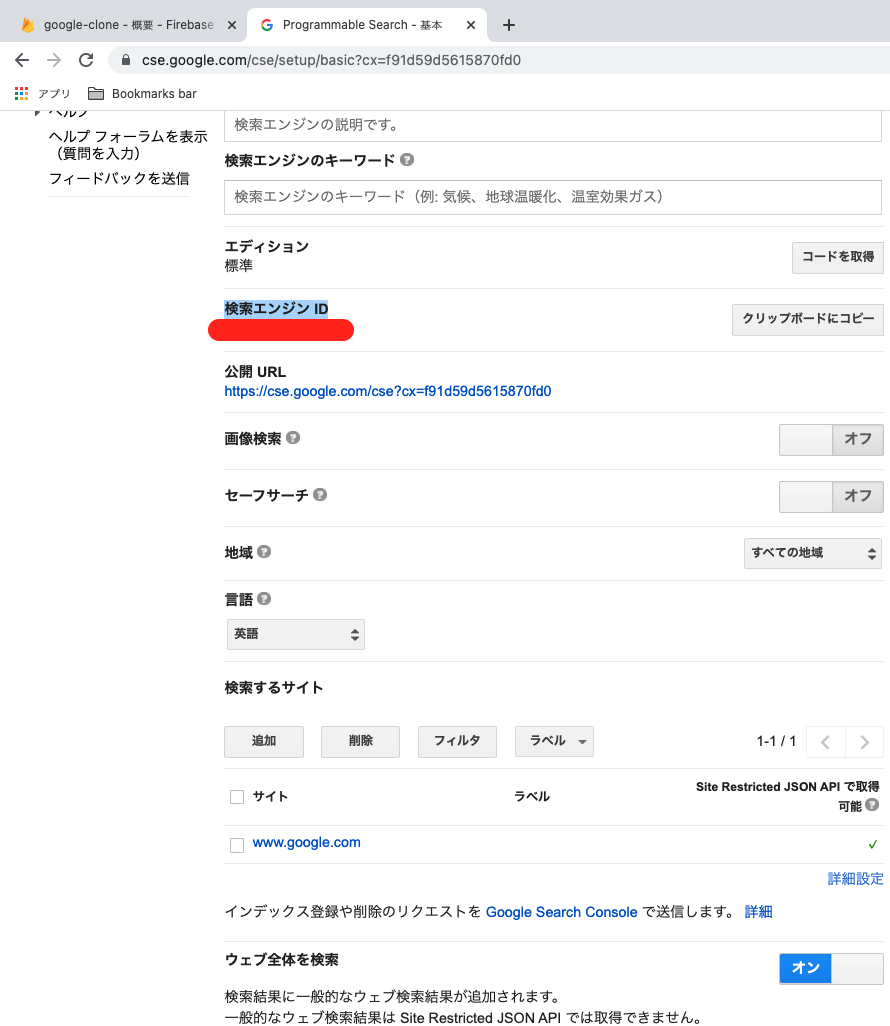 google-clone - 概要 - Firebase
Programmable Search - 基本
cse.google.com/cse/setup/basic?cx=f91d59d5615870fd0
アプリ
Bookmarks bar
ヘルプ
ヘルプ フォーラムを表示
（質問を入力）
フィードバックを送信
検索エンジンの説明です。
検索エンジンのキーワード
検索エンジンのキーワード（例: 気候、地球温暖化、温室効果ガス）
エディション
標準
コードを取得
検索エンジン ID
クリップボードにコピー
公開 URL
https://cse.google.com/cse?cx=f91d59d5615870fd0
画像検索
オフ
セーフサーチ
オフ
地域
すべての地域
言語
英語
検索するサイト
追加
削除
フィルタ
ラベル
1-1 / 1
サイト
ラベル
Site Restricted JSON API で取得
可能
www.google.com
詳細設定
インデックス登録や削除のリクエストを Google Search Console で送信します。 詳細
ウェブ全体を検索
オン
検索結果に一般的なウェブ検索結果が追加されます。
一般的なウェブ検索結果は Site Restricted JSON API では取得できません。